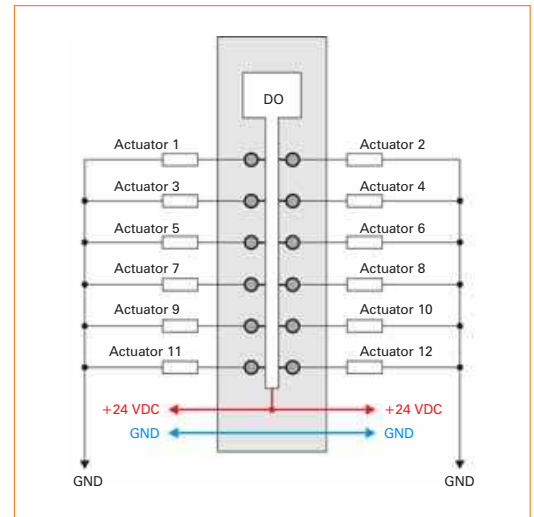 DO
Actuator 1 Actuator 2
Actuator 3 Actuator 4
Actuator 5 Actuator 6
Actuator 7 Actuator 8
Actuator 9 Actuator 10
Actuator 11 Actuator 12
+24 VDC +24 VDC
GND GND
GND GND